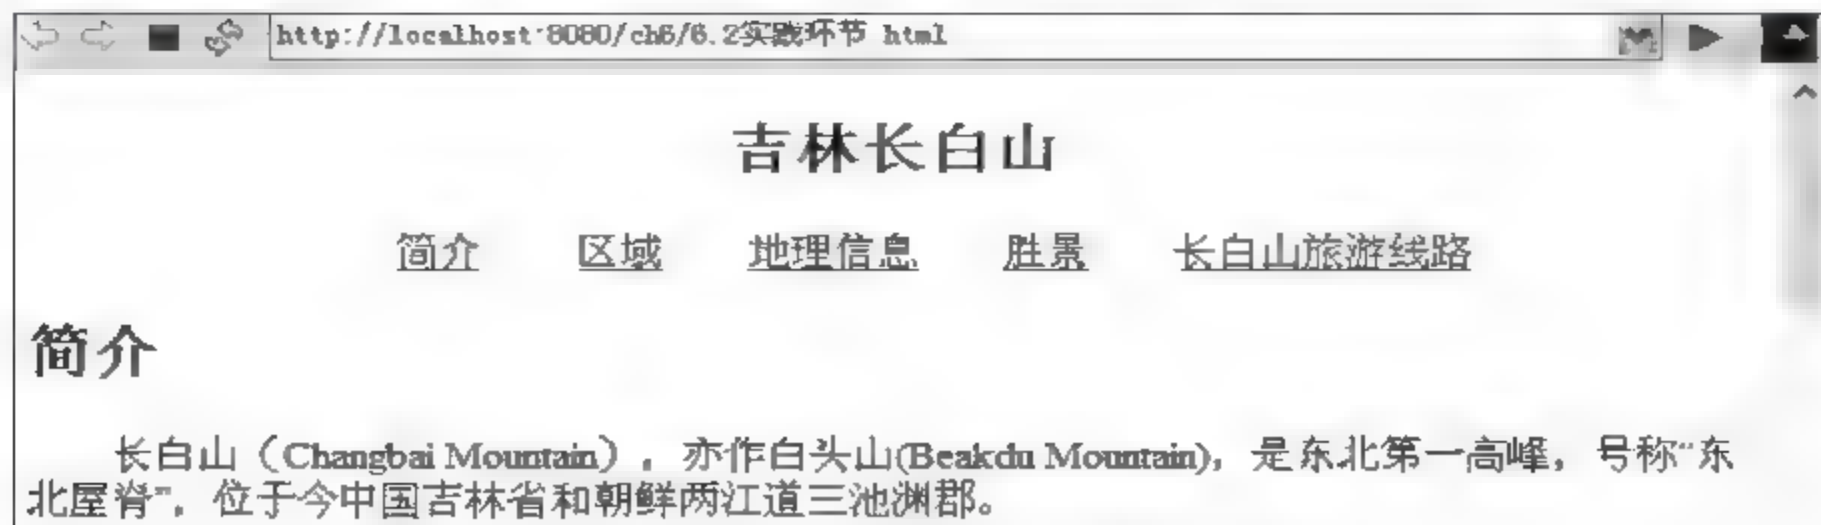 http://localhost:8080/ch6/6.2实践环节.html
吉林长白山
简介 区域 地理信息 胜景 长白山旅游线路
简介
长白山（Changbai Mountain），亦作白头山(Beakdu Mountain)，是东北第一高峰，号称“东
北屋脊”，位于今中国吉林省和朝鲜两江道三池渊郡。